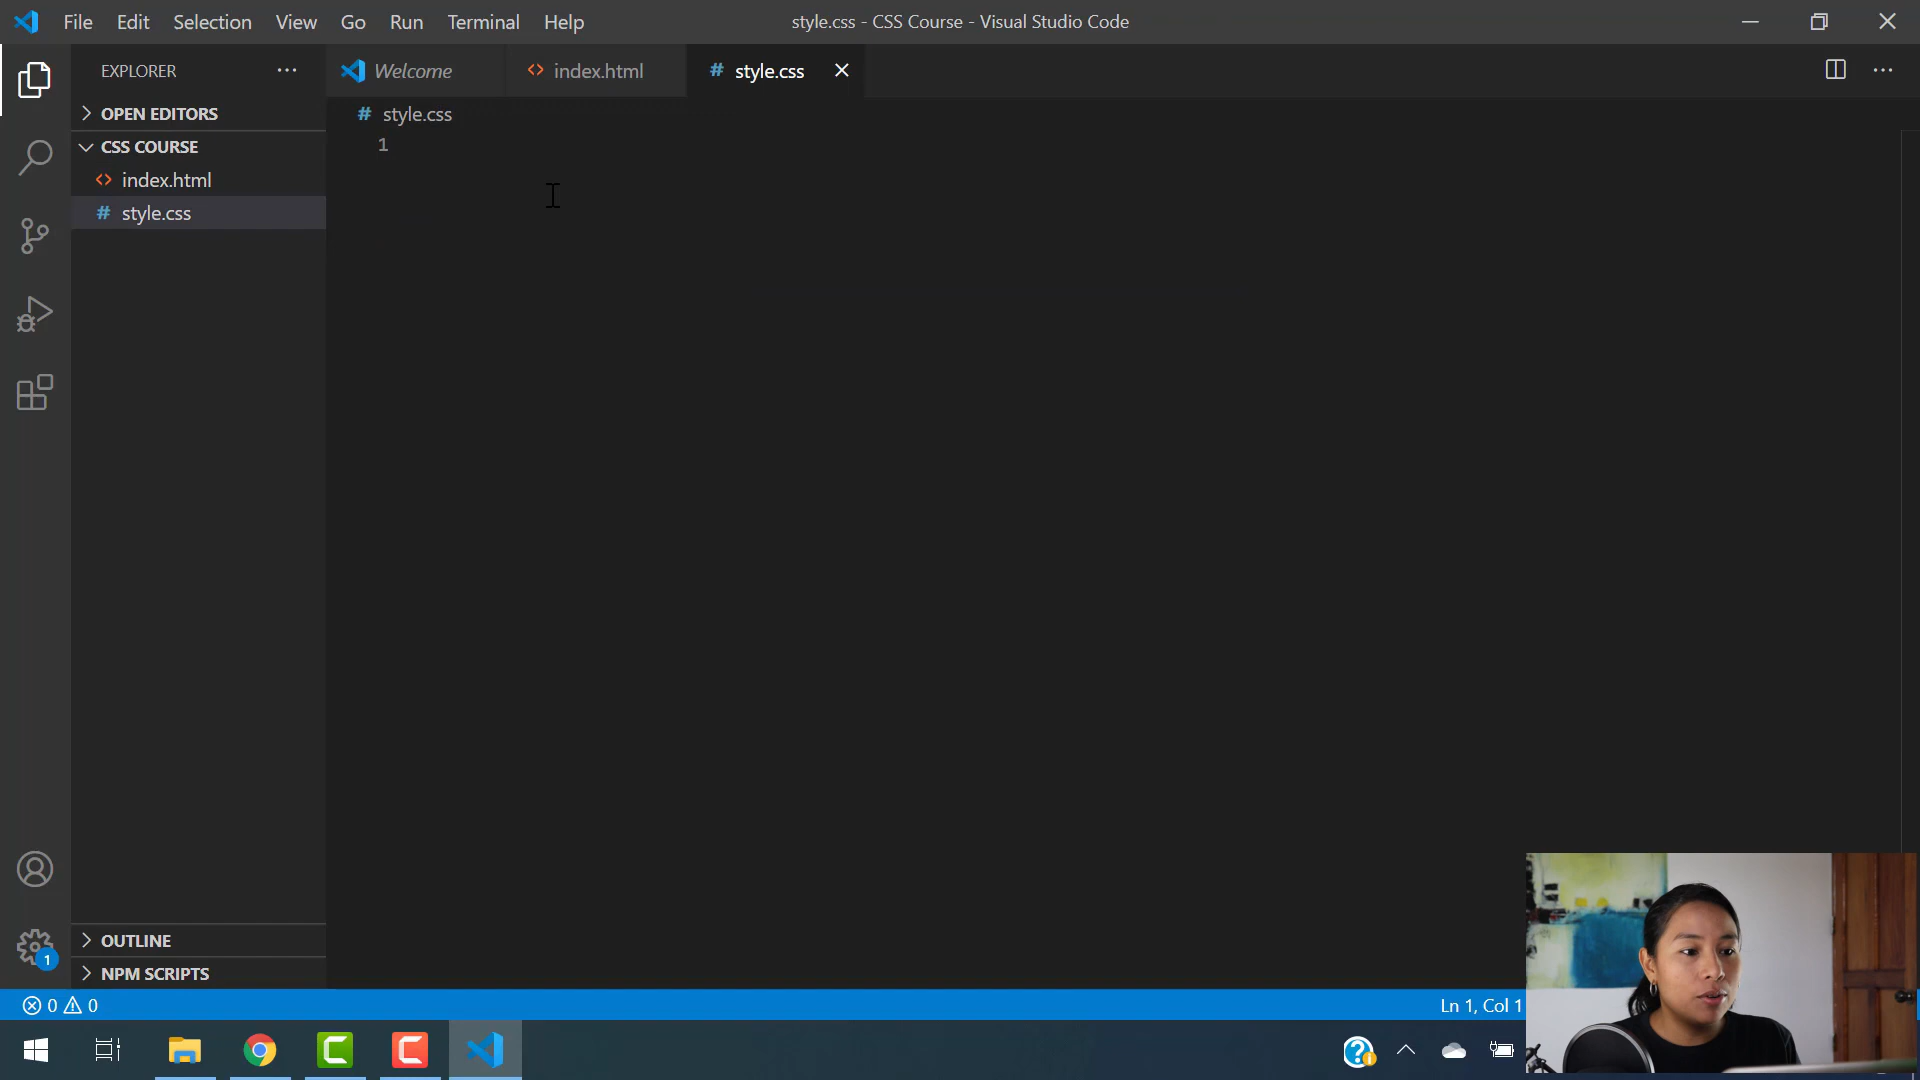 File Edit Selection View Go Run Terminal Help
style.css - CSS Course - Visual Studio Code
EXPLORER
Welcome
index.html
style.css
OPEN EDITORS
CSS COURSE
index.html
style.css
style.css
1
OUTLINE
NPM SCRIPTS
1
0 0
Ln 1, Col 1